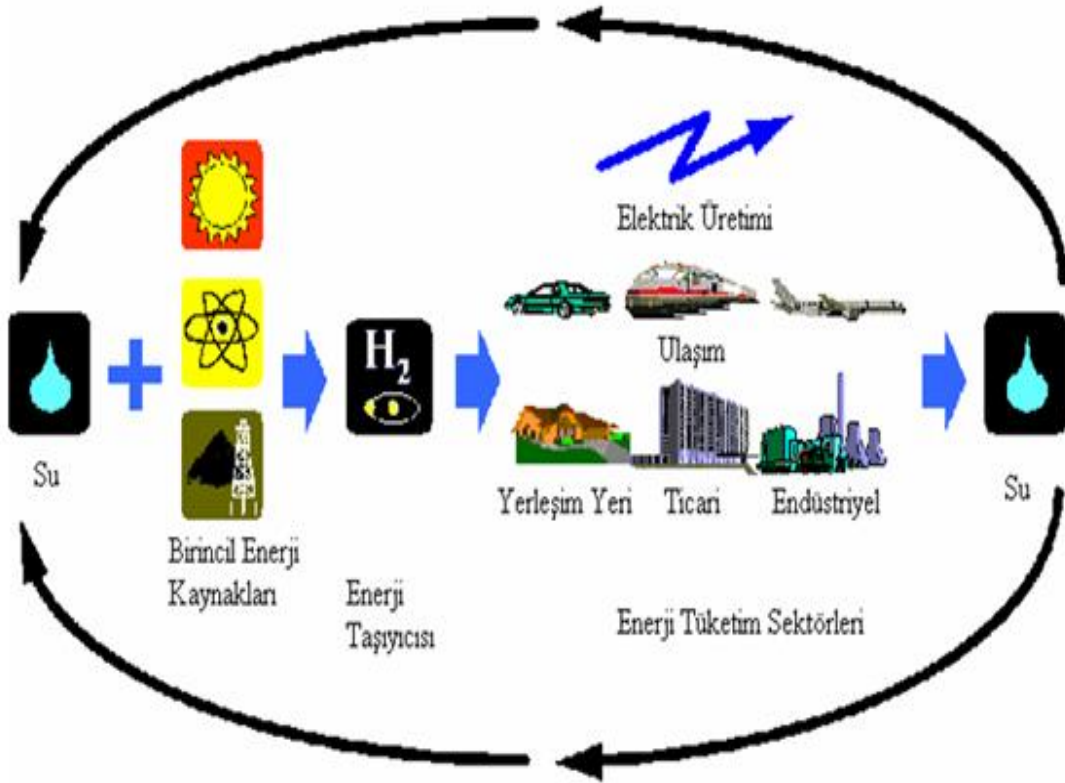 Elektrik Üretimi
H2
Ulaşım
Su
Yerleşim Yeri
Ticari
Endüstriyel
Su
Birincil Enerji
Kaynakları
Enerji
Taşıyıcısı
Enerji Tüketim Sektörleri